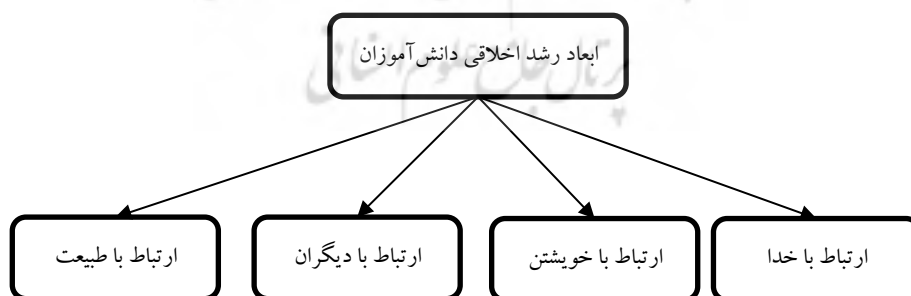 ابعاد رشد اخلاقی دانش‌آموزان
ارتباط با خدا
ارتباط با خویشتن
ارتباط با دیگران
ارتباط با طبیعت